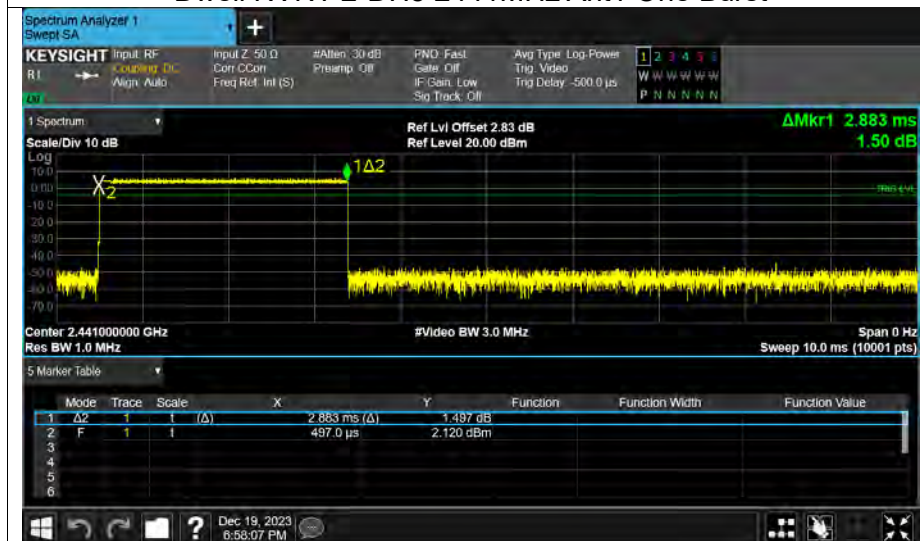 Spectrum Analyzer 1
Swept SA
+
KEYSIGHT Input: RF
Coupling: DC
Align: Auto
Input Z: 50 Ω
Corr CCorr
Freq Ref: Int (S)
#Atten: 30 dB
Preamp: Off
PNO: Fast
Gate: Off
IF Gain: Low
Sig Track: Off
Avg Type: Log-Power
Trig: Video
Trig Delay: -500.0 µs
1 2 3 4 5 6
W W W W W W
P N N N N N
1 Spectrum
Scale/Div 10 dB
Ref Lvl Offset 2.83 dB
Ref Level 20.00 dBm
ΔMkr1 2.883 ms
1.50 dB
Log
10.0
0.00
-10.0
-20.0
-30.0
-40.0
-50.0
-60.0
-70.0
X2
1Δ2
TRIG LVL
Center 2.441000000 GHz
Res BW 1.0 MHz
#Video BW 3.0 MHz
Span 0 Hz
Sweep 10.0 ms (10001 pts)
5 Marker Table
Mode Trace Scale X Y Function Function Width Function Value
1 Δ2 1 t (Δ) 2.883 ms (Δ) 1.497 dB
2 F 1 t 497.0 µs 2.120 dBm
3
4
5
6
?
Dec 19, 2023
6:58:07 PM